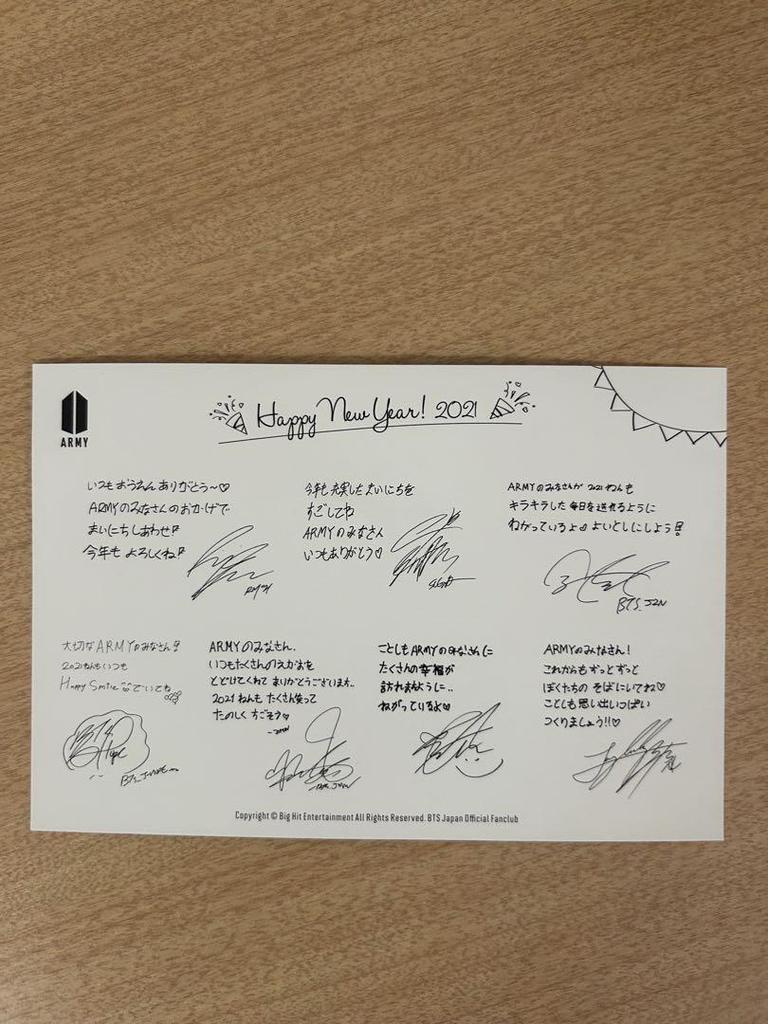 ARMY
Happy New Year! 2021
いつもおうえんありがとう～♡
ARMYのみなさんのおかげで
まいにちしあわせ!?
今年も よろしくね!?
RM
今年も充実したまいにちを
すごしてね
ARMYのみなさん
いつもありがとう♡
SUGA
ARMYのみなさんが 2021ねんも
キラキラした毎日を送れるように
ねがっているよ♡ よいとしにしよう!!
BTS. JIN
大切なARMYのみなさん!!
2021ねんもいつも
Happy Smile でいてね
ARMYのみなさん.
いつもたくさんのえがおを
とどけてくれて ありがとうございます..
2021ねんも たくさん笑って
たのしく すごそう♡
ことしもARMYのみなさんに
たくさんの幸福が
訪れますように..
ねがっているよ♡
ARMYのみなさん!
これからもずっとずっと
ぼくたちの そばにいてね♡
ことしも思い出いっぱい
つくりましょう!!♡
Copyright © Big Hit Entertainment All Rights Reserved. BTS Japan Official Fanclub